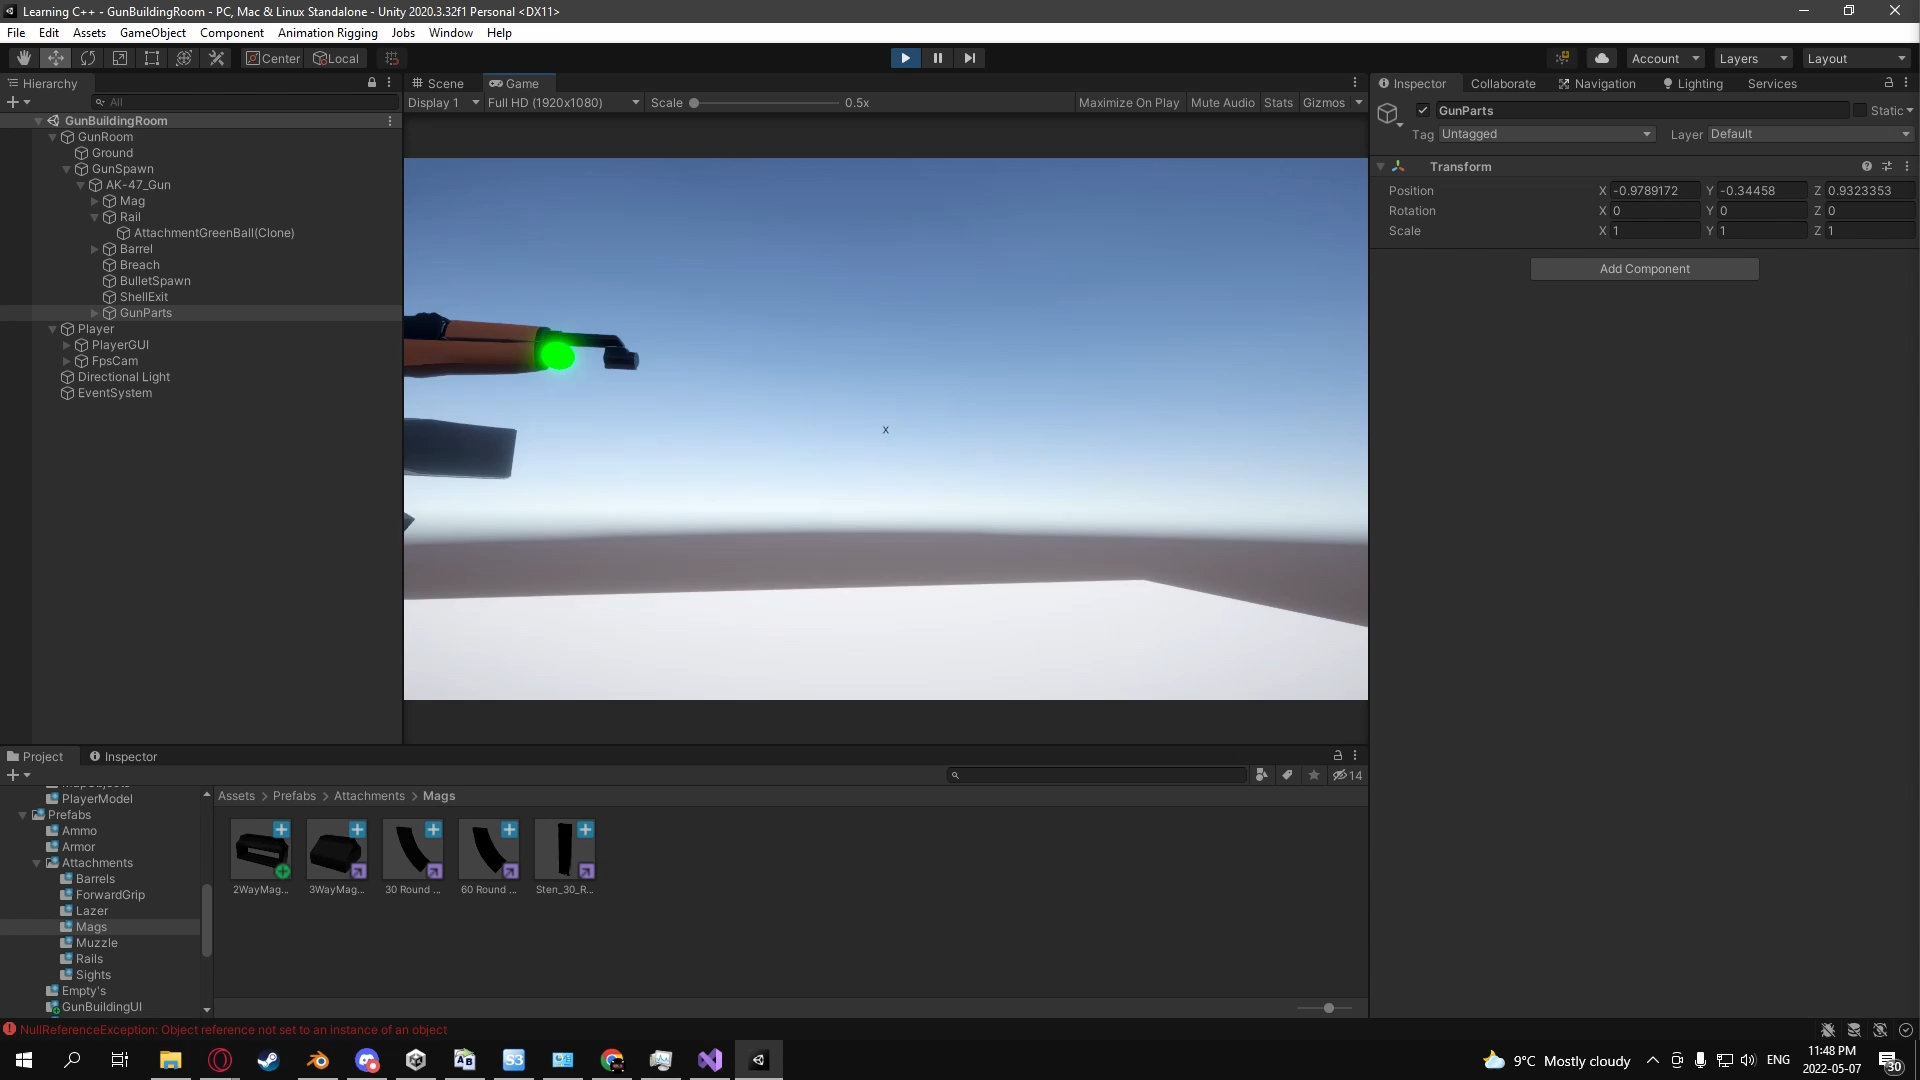 Learning C++ - GunBuildingRoom - PC, Mac & Linux Standalone - Unity 2020.3.32f1 Personal <DX11>
File Edit Assets GameObject Component Animation Rigging Jobs Window Help
Center Local Account Layers Layout
Hierarchy
All
GunBuildingRoom
GunRoom
Ground
GunSpawn
AK-47_Gun
Mag
Rail
AttachmentGreenBall(Clone)
Barrel
Breach
BulletSpawn
ShellExit
GunParts
Player
PlayerGUI
FpsCam
Directional Light
EventSystem
Scene Game
Display 1 Full HD (1920x1080) Scale 0.5x Maximize On Play Mute Audio Stats Gizmos
x
Inspector Collaborate Navigation Lighting Services
GunParts Static
Tag Untagged Layer Default
Transform
Position X -0.9789172 Y -0.34458 Z 0.9323353
Rotation X 0 Y 0 Z 0
Scale X 1 Y 1 Z 1
Add Component
Project Inspector
14
PlayerModel
Prefabs
Ammo
Armor
Attachments
Barrels
ForwardGrip
Lazer
Mags
Muzzle
Rails
Sights
Empty's
GunBuildingUI
Assets > Prefabs > Attachments > Mags
2WayMag... 3WayMag... 30 Round ... 60 Round ... Sten_30_R...
NullReferenceException: Object reference not set to an instance of an object
9°C Mostly cloudy ENG 11:48 PM
2022-05-07 30